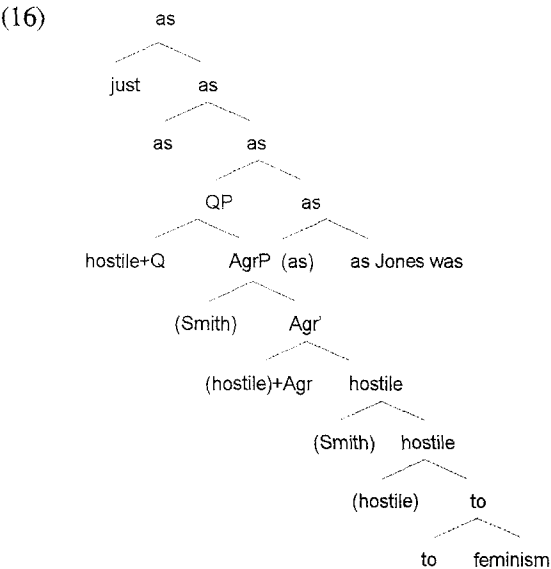 (16) as
just as
as as
QP as
hostile+Q AgrP (as) as Jones was
(Smith) Agr'
(hostile)+Agr hostile
(Smith) hostile
(hostile) to
to feminism